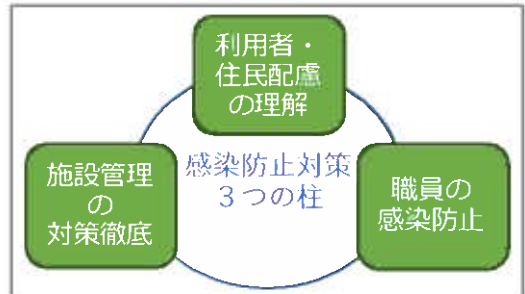 利用者・
住民配慮
の理解
感染防止対策
３つの柱
施設管理
の
対策徹底
職員の
感染防止